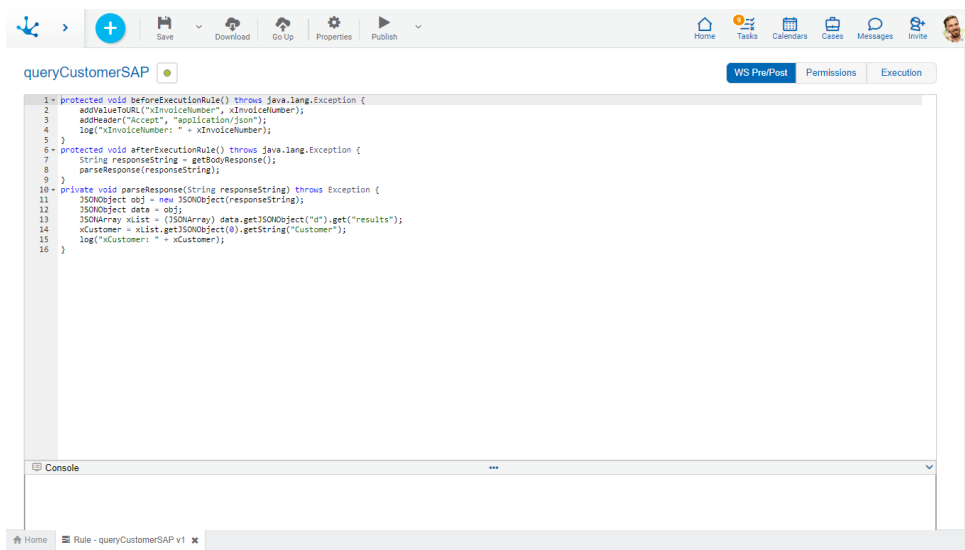 Save
Download
Go Up
Properties
Publish
Home
9
Tasks
Calendars
Cases
Messages
Invite
queryCustomerSAP
WS Pre/Post
Permissions
Execution
1 protected void beforeExecutionRule() throws java.lang.Exception {
2 addValueToURL("xInvoiceNumber", xInvoiceNumber);
3 addHeader("Accept", "application/json");
4 log("xInvoiceNumber: " + xInvoiceNumber);
5 }
6 protected void afterExecutionRule() throws java.lang.Exception {
7 String responseString = getBodyResponse();
8 parseResponse(responseString);
9 }
10 private void parseResponse(String responseString) throws Exception {
11 JSONObject obj = new JSONObject(responseString);
12 JSONObject data = obj;
13 JSONArray xList = (JSONArray) data.getJSONObject("d").get("results");
14 xCustomer = xList.getJSONObject(0).getString("Customer");
15 log("xCustomer: " + xCustomer);
16 }
Console
Home
Rule - queryCustomerSAP v1